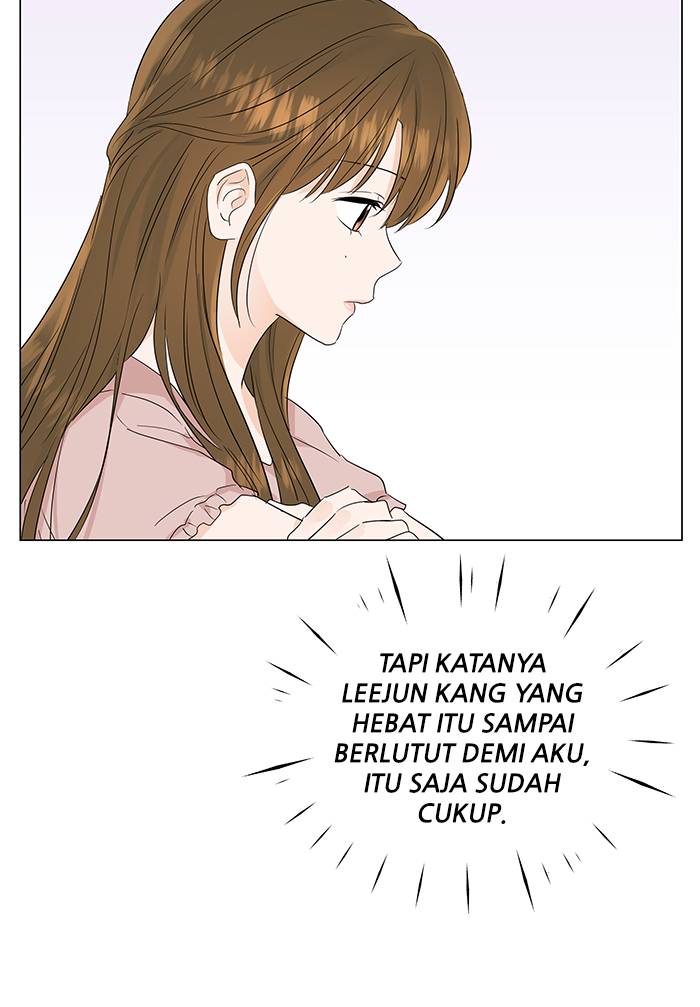 TAPI KATANYA
LEEJUN KANG YANG
HEBAT ITU SAMPAI
BERLUTUT DEMI AKU,
ITU SAJA SUDAH
CUKUP.